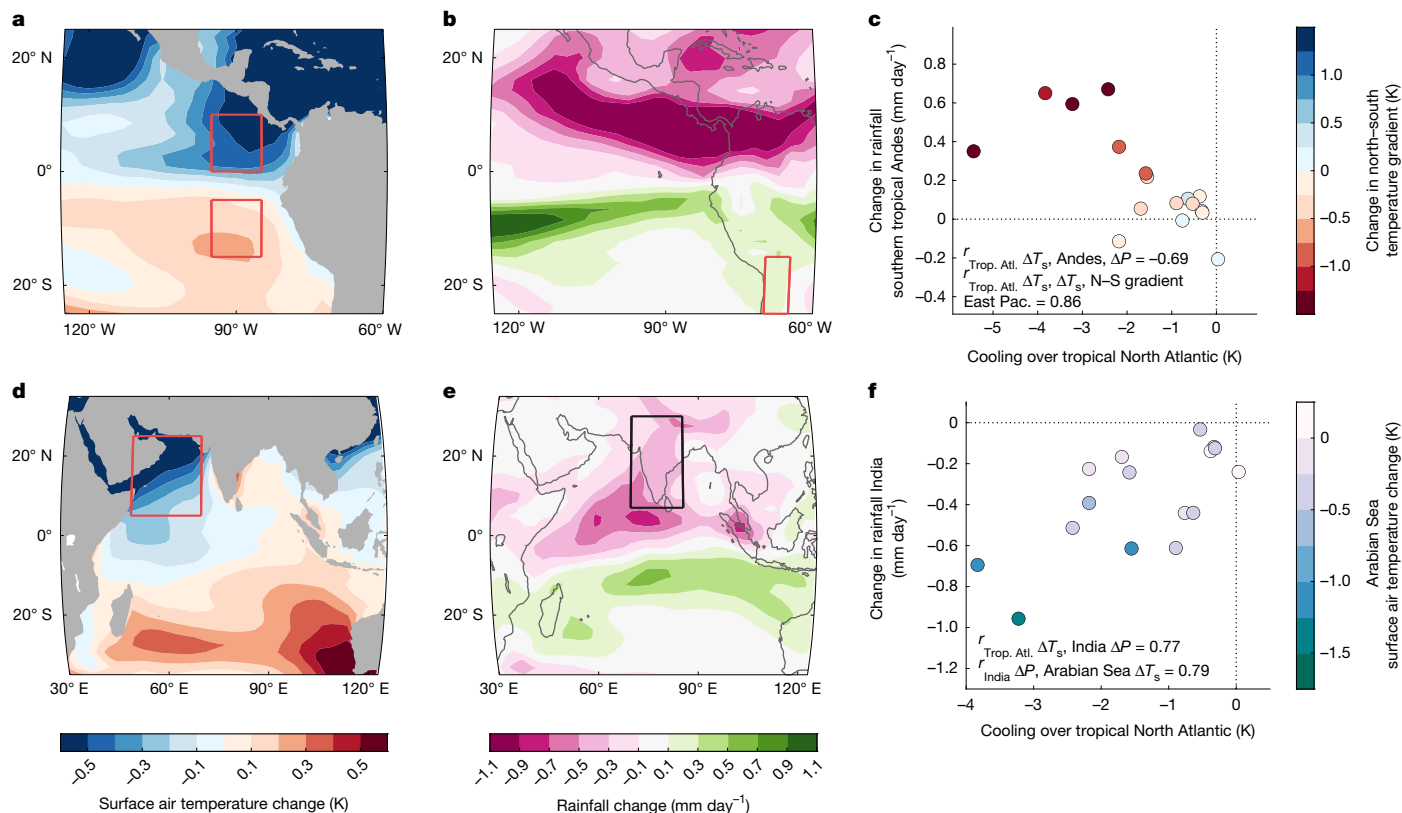 a
20° N
0°
20° S
120° W
90° W
60° W
b
20° N
0°
20° S
120° W
90° W
60° W
c
Change in rainfall
southern tropical Andes (mm day⁻¹)
0.8
0.6
0.4
0.2
0
−0.2
−0.4
r Trop. Atl. ΔTs, Andes, ΔP = −0.69
r Trop. Atl. ΔTs, ΔTs, N–S gradient
East Pac. = 0.86
−5
−4
−3
−2
−1
0
Cooling over tropical North Atlantic (K)
1.0
0.5
0
−0.5
−1.0
Change in north–south
temperature gradient (K)
d
20° N
0°
20° S
30° E
60° E
90° E
120° E
−0.5
−0.3
−0.1
0.1
0.3
0.5
Surface air temperature change (K)
e
20° N
0°
20° S
30° E
60° E
90° E
120° E
−1.1
−0.9
−0.7
−0.5
−0.3
−0.1
0.1
0.3
0.5
0.7
0.9
1.1
Rainfall change (mm day⁻¹)
f
Change in rainfall India
(mm day⁻¹)
0
−0.2
−0.4
−0.6
−0.8
−1.0
−1.2
r Trop. Atl. ΔTs, India ΔP = 0.77
r India ΔP, Arabian Sea ΔTs = 0.79
−4
−3
−2
−1
0
Cooling over tropical North Atlantic (K)
0
−0.5
−1.0
−1.5
Arabian Sea
surface air temperature change (K)